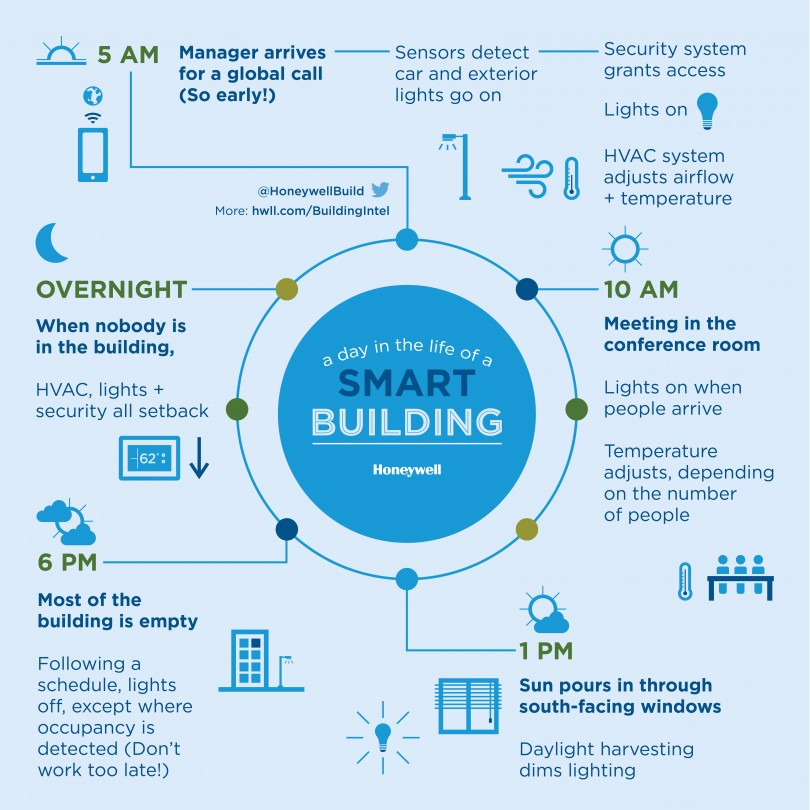 5 AM
Manager arrives
for a global call
(So early!)
Sensors detect
car and exterior
lights go on
Security system
grants access
Lights on
HVAC system
adjusts airflow
+ temperature
@HoneywellBuild
More: hwll.com/BuildingIntel
10 AM
Meeting in the
conference room
Lights on when
people arrive
Temperature
adjusts, depending
on the number
of people
1 PM
Sun pours in through
south-facing windows
Daylight harvesting
dims lighting
6 PM
Most of the
building is empty
Following a
schedule, lights
off, except where
occupancy is
detected (Don't
work too late!)
OVERNIGHT
When nobody is
in the building,
HVAC, lights +
security all setback
62°
a day in the life of a
SMART
BUILDING
Honeywell